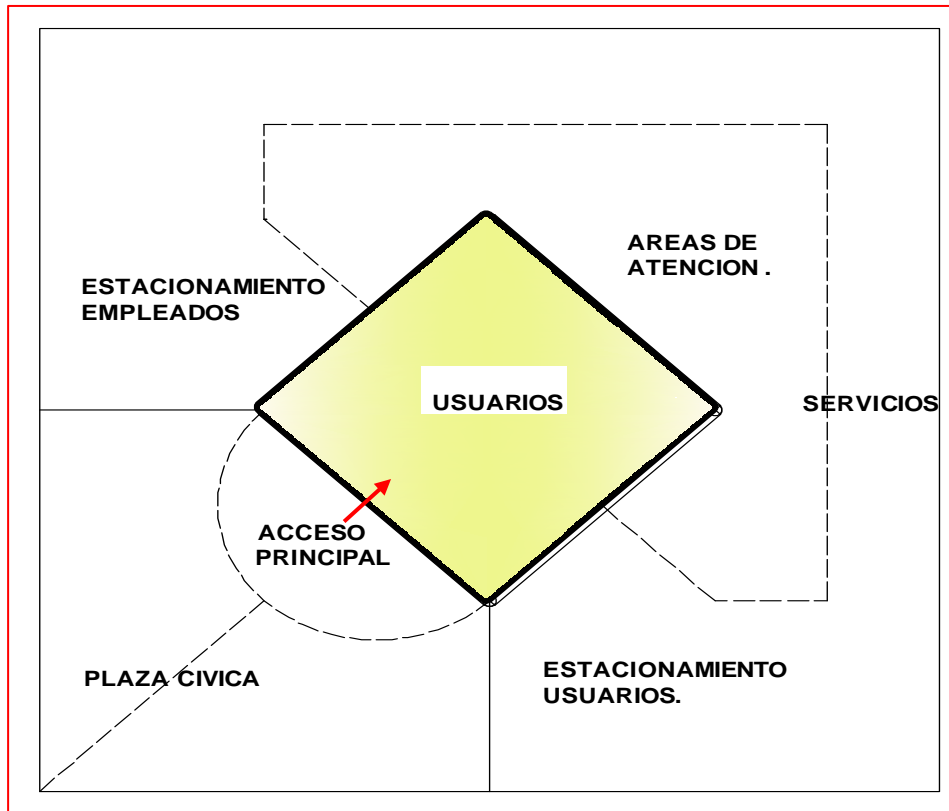 AREAS DE
ATENCION .
ESTACIONAMIENTO
EMPLEADOS
USUARIOS
SERVICIOS
ACCESO
PRINCIPAL
PLAZA CIVICA
ESTACIONAMIENTO
USUARIOS.